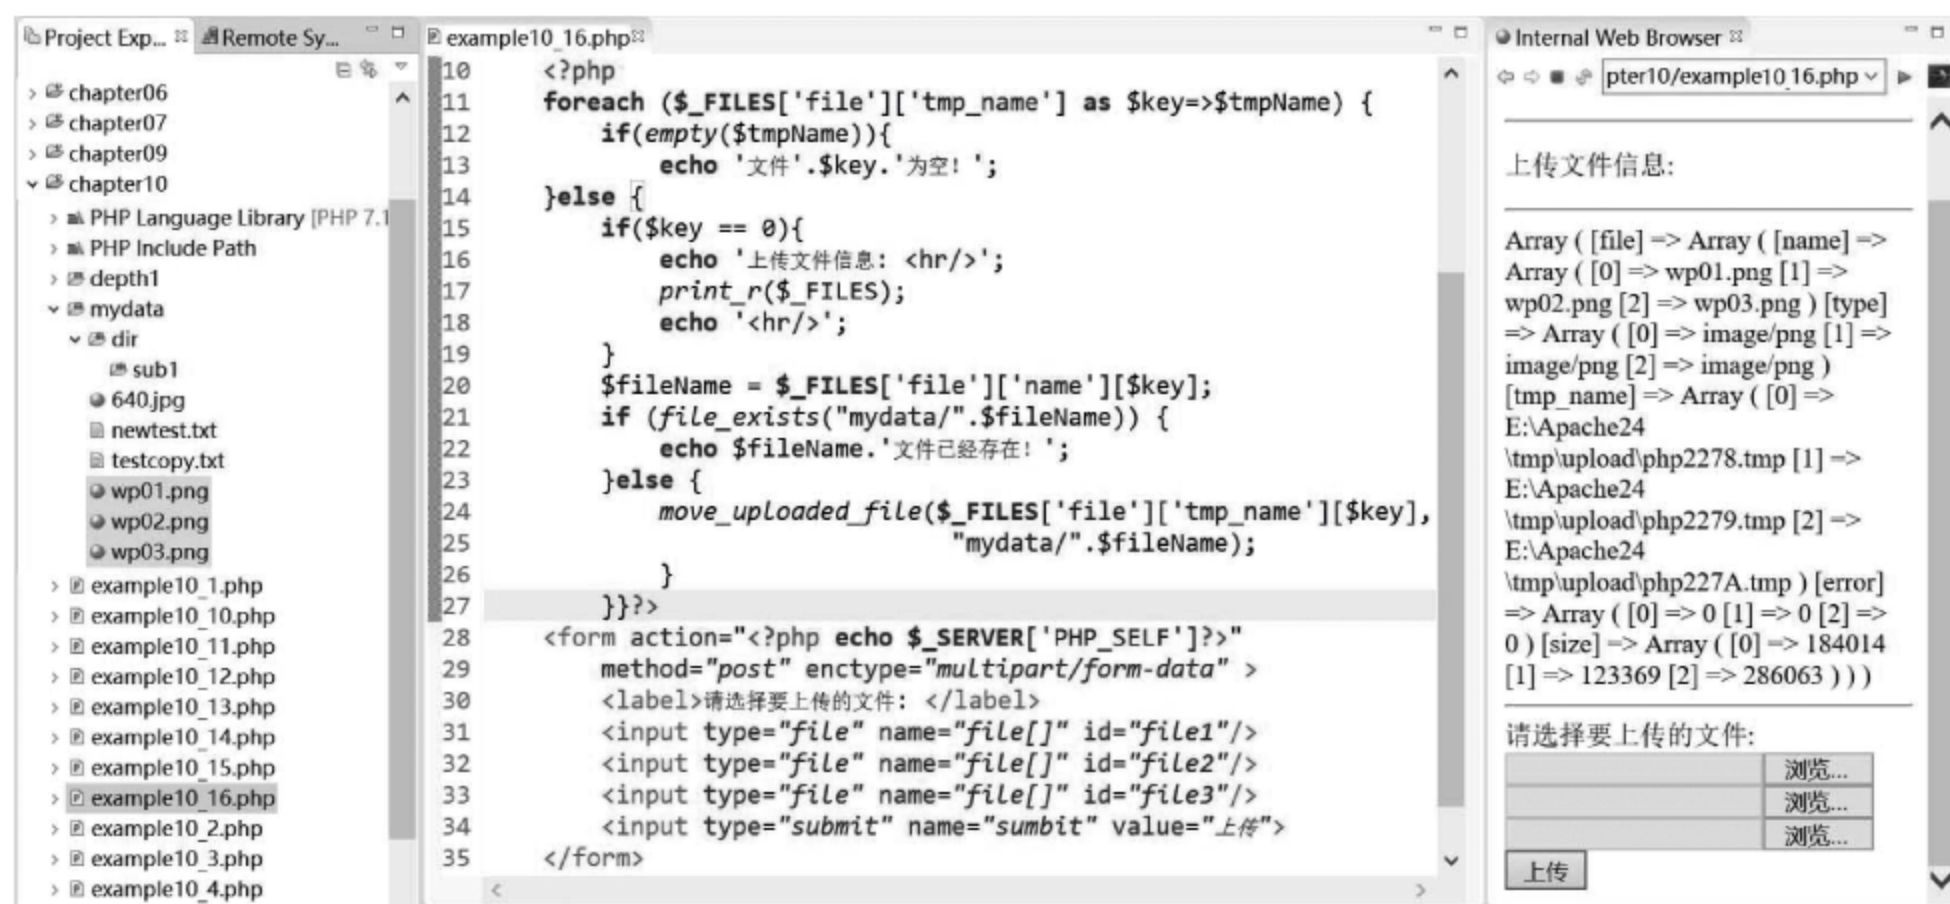 Project Exp...
Remote Sy...
chapter06
chapter07
chapter09
chapter10
PHP Language Library [PHP 7.1
PHP Include Path
depth1
mydata
dir
sub1
640.jpg
newtest.txt
testcopy.txt
wp01.png
wp02.png
wp03.png
example10_1.php
example10_10.php
example10_11.php
example10_12.php
example10_13.php
example10_14.php
example10_15.php
example10_16.php
example10_2.php
example10_3.php
example10_4.php
example10_16.php
10 <?php
11 foreach ($_FILES['file']['tmp_name'] as $key=>$tmpName) {
12 if(empty($tmpName)){
13 echo '文件'.$key.'为空! ';
14 }else {
15 if($key == 0){
16 echo '上传文件信息: <hr/>';
17 print_r($_FILES);
18 echo '<hr/>';
19 }
20 $fileName = $_FILES['file']['name'][$key];
21 if (file_exists("mydata/".$fileName)) {
22 echo $fileName.'文件已经存在! ';
23 }else {
24 move_uploaded_file($_FILES['file']['tmp_name'][$key],
25 "mydata/".$fileName);
26 }
27 }}?>
28 <form action="<?php echo $_SERVER['PHP_SELF']?>"
29 method="post" enctype="multipart/form-data" >
30 <label>请选择要上传的文件: </label>
31 <input type="file" name="file[]" id="file1"/>
32 <input type="file" name="file[]" id="file2"/>
33 <input type="file" name="file[]" id="file3"/>
34 <input type="submit" name="sumbit" value="上传">
35 </form>
Internal Web Browser
pter10/example10_16.php
上传文件信息:
Array ( [file] => Array ( [name] =>
Array ( [0] => wp01.png [1] =>
wp02.png [2] => wp03.png ) [type]
=> Array ( [0] => image/png [1] =>
image/png [2] => image/png )
[tmp_name] => Array ( [0] =>
E:\Apache24
\tmp\upload\php2278.tmp [1] =>
E:\Apache24
\tmp\upload\php2279.tmp [2] =>
E:\Apache24
\tmp\upload\php227A.tmp ) [error]
=> Array ( [0] => 0 [1] => 0 [2] =>
0 ) [size] => Array ( [0] => 184014
[1] => 123369 [2] => 286063 ) ) )
请选择要上传的文件:
浏览...
浏览...
浏览...
上传